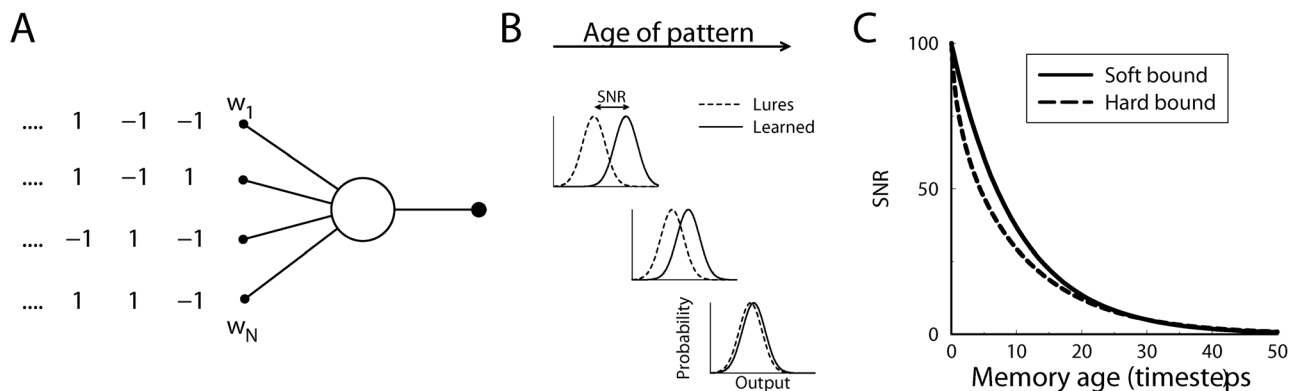 A
w1
.... 1 −1 −1
.... 1 −1 1
.... −1 1 −1
.... 1 1 −1
wN
B
Age of pattern
SNR
Lures
Learned
Probability
Output
C
Soft bound
Hard bound
100
50
0
SNR
0 10 20 30 40 50
Memory age (timesteps)